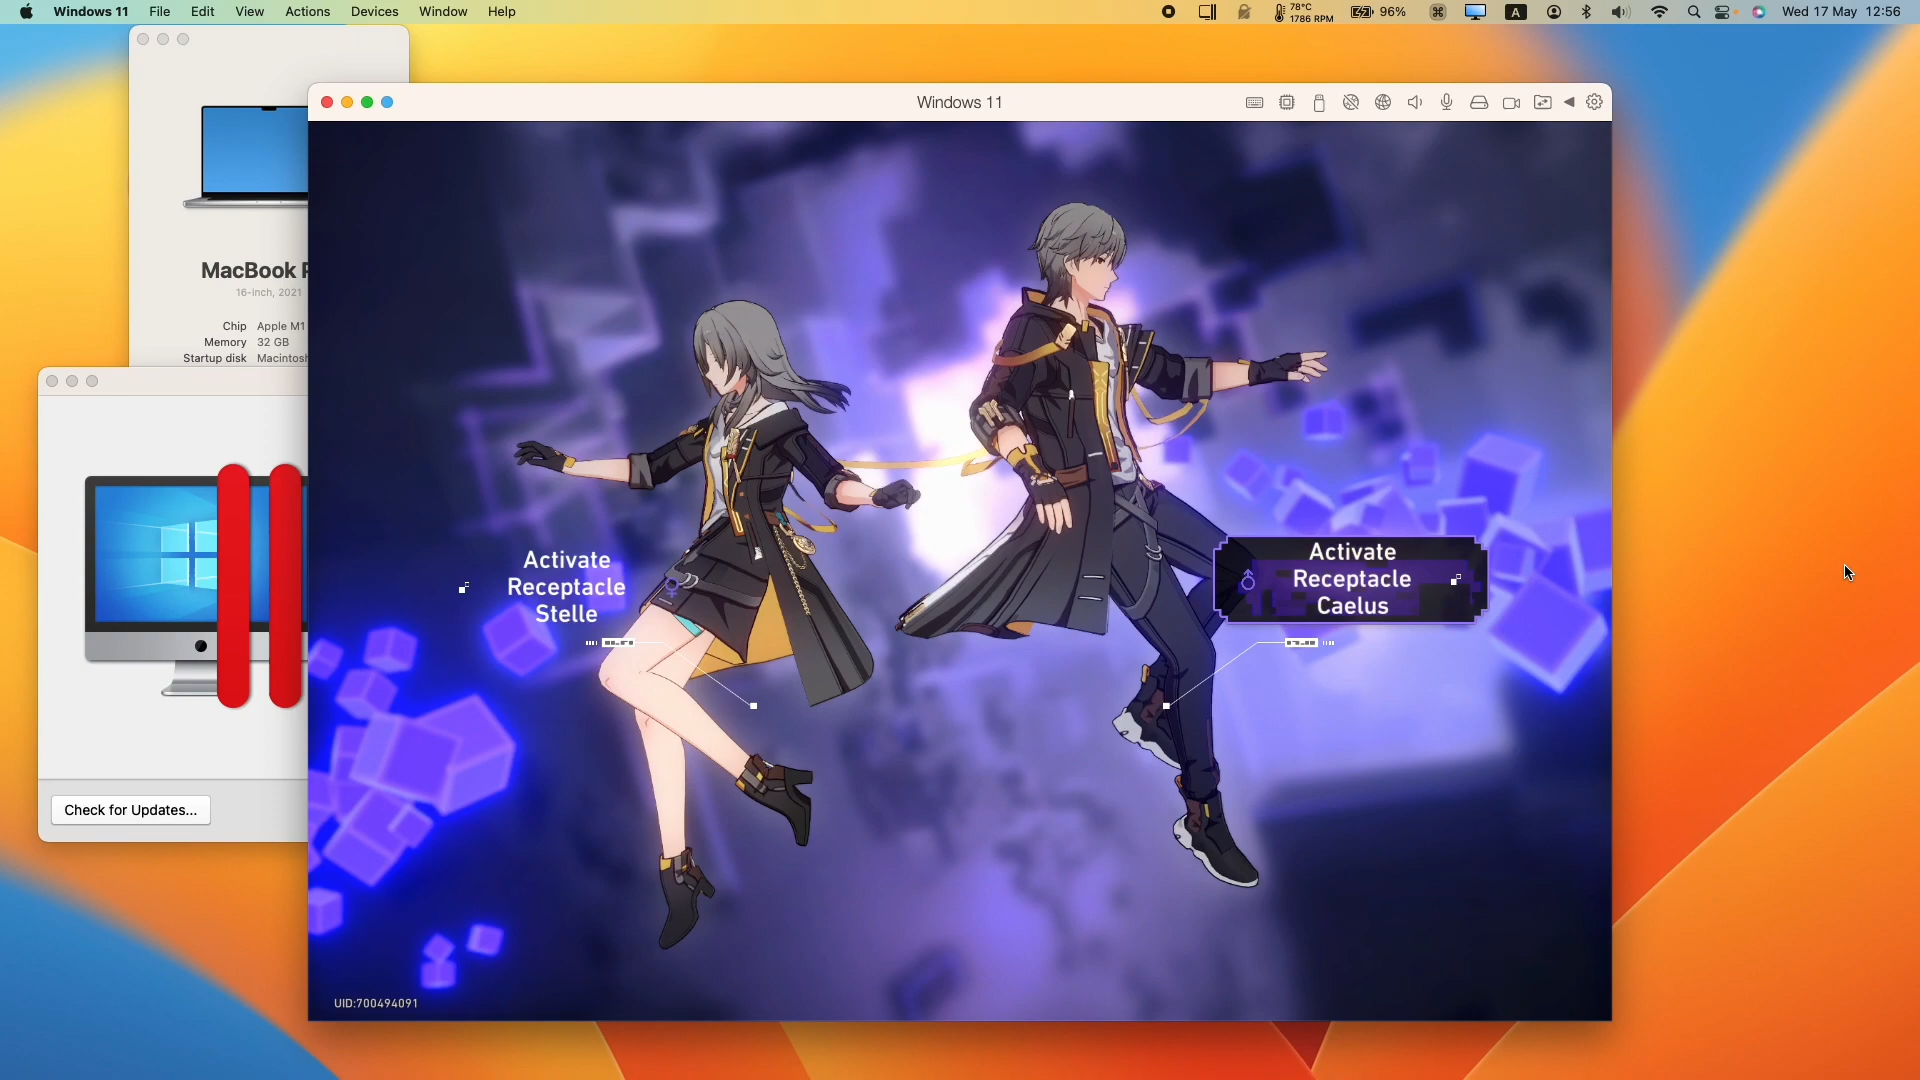 Windows 11 File Edit View Actions Devices Window Help
78°C
1786 RPM
96%
A
Wed 17 May 12:56
Windows 11
MacBook
16-inch, 2021
Chip Apple M1
Memory 32 GB
Startup disk
Check for Updates...
Activate
Receptacle
Stelle
Activate
Receptacle
Caelus
UID:700494091